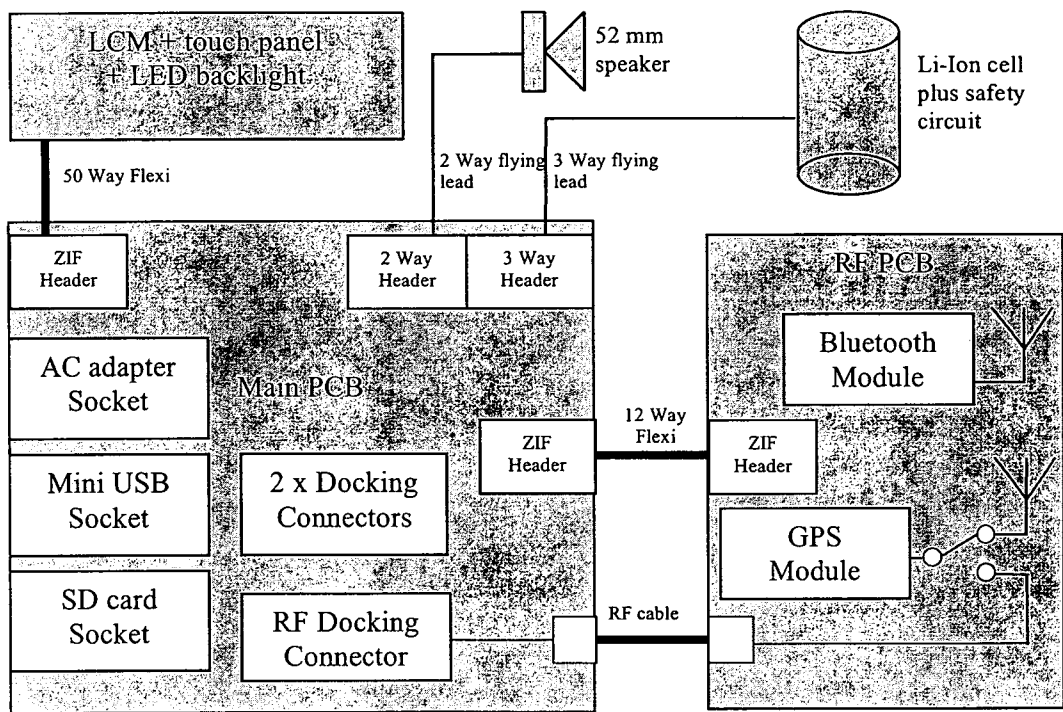 LCM + touch panel
+ LED backlight
52 mm
speaker
Li-Ion cell
plus safety
circuit
50 Way Flexi
2 Way flying
lead
3 Way flying
lead
ZIF
Header
2 Way
Header
3 Way
Header
RF PCB
AC adapter
Socket
Main PCB
Bluetooth
Module
12 Way
Flexi
ZIF
Header
ZIF
Header
Mini USB
Socket
2 x Docking
Connectors
GPS
Module
SD card
Socket
RF Docking
Connector
RF cable